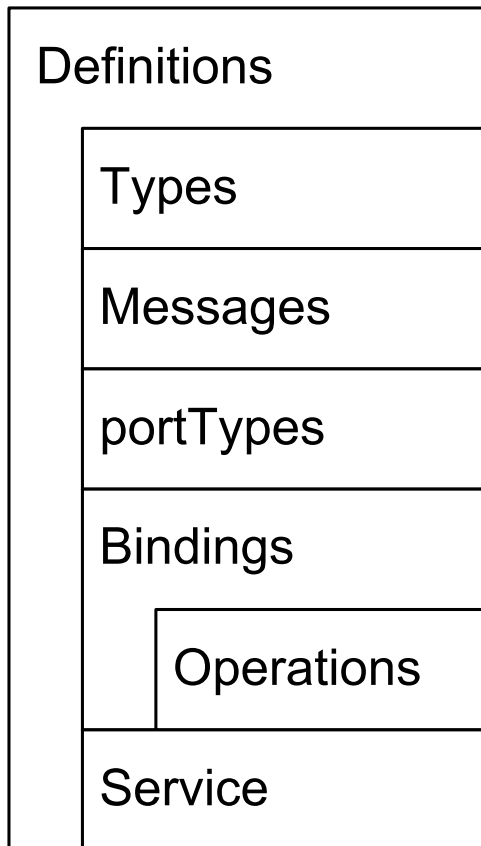 Definitions
Types
Messages
portTypes
Bindings
Operations
Service